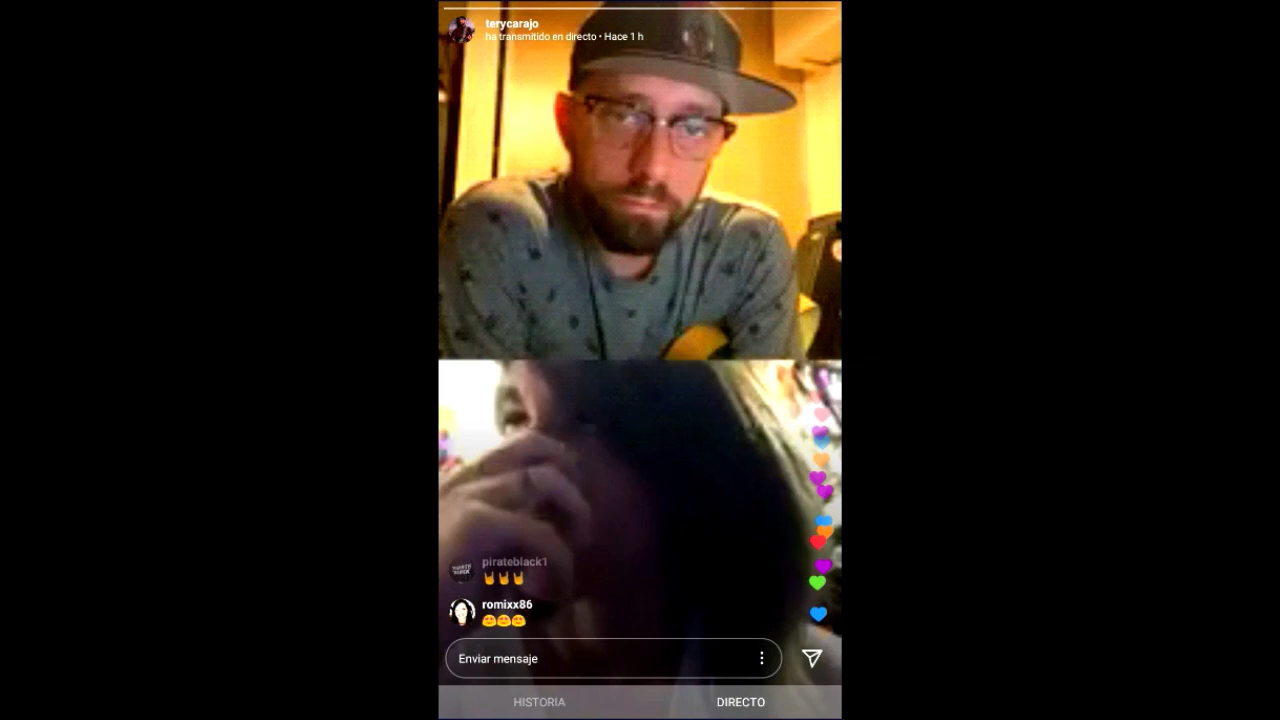 terycarajo
ha transmitido en directo • Hace 1 h
pirateblack1
romixx86
Enviar mensaje
HISTORIA
DIRECTO